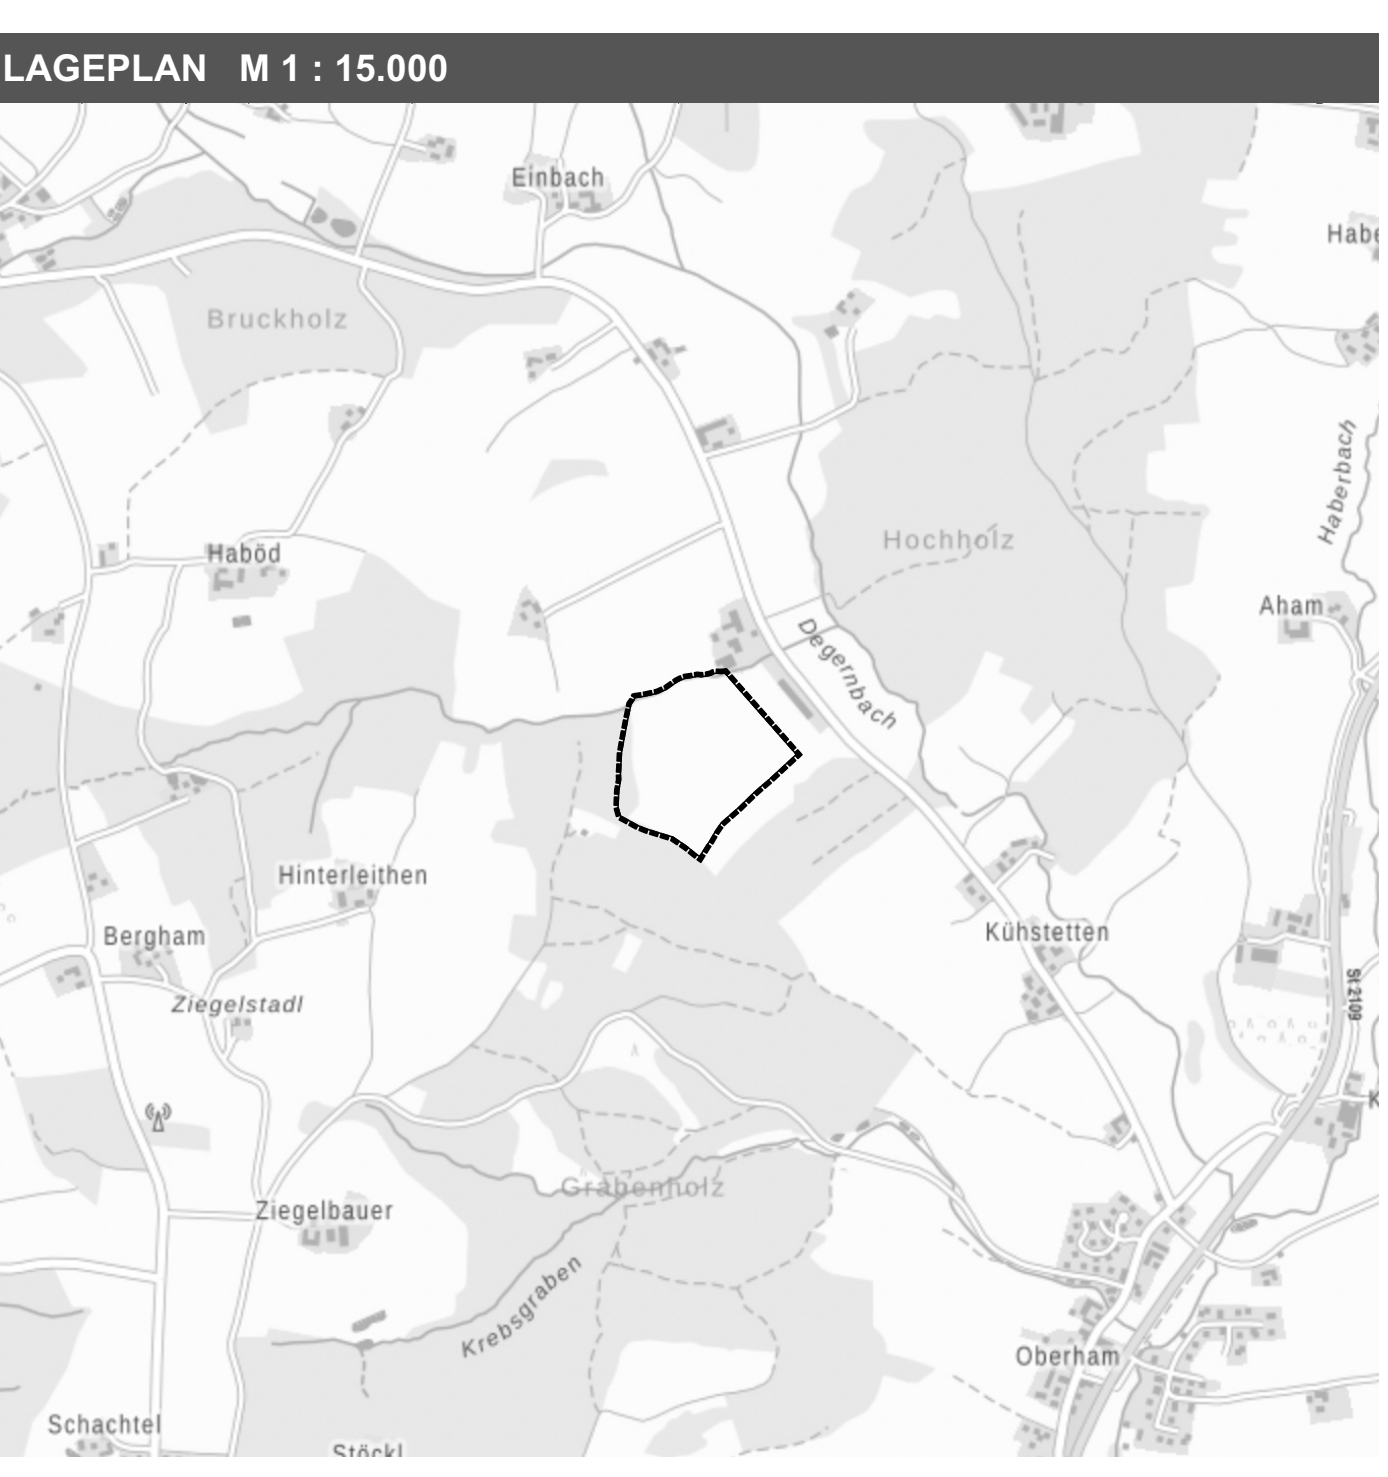 LAGEPLAN M 1 : 15.000
Einbach
Habe
Bruckholz
Haberbach
Hochholz
Haböd
Aham
Degernbach
Hinterleithen
Bergham
Kühstetten
Ziegelstadl
St 2109
K
Grabenholz
Ziegelbauer
Krebsgraben
Oberham
Schachtel
Stöckl